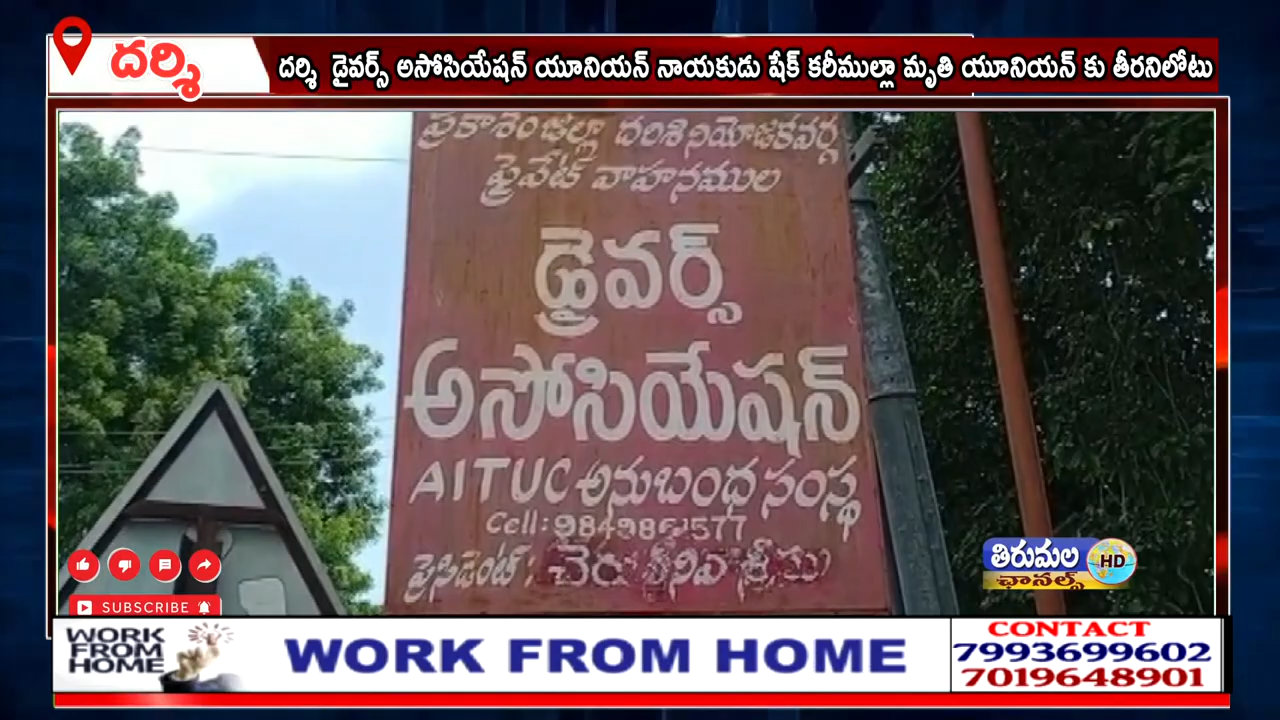 దర్శి
దర్శి డైవర్స్ అసోసియేషన్ యూనియన్ నాయకుడు షేక్ కరీముల్లా మృతి యూనియన్ కు తీరనిలోటు
ప్రకాశంజిల్లా దరిశినియోజకవర్గ
ప్రైవేట్ వాహనముల
డ్రైవర్స్
అసోసియేషన్
AITUC అనుబంధ సంస్థ
Cell:
ప్రెసిడెంట్:
తిరుమల
ఛానల్స్
HD
SUBSCRIBE
WORK
FROM
HOME
WORK FROM HOME
CONTACT
7993699602
7019648901